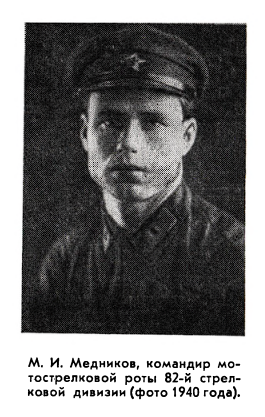 М. И. Медников, командир мо-
тострелковой роты 82-й стрел-
ковой дивизии (фото 1940 года).